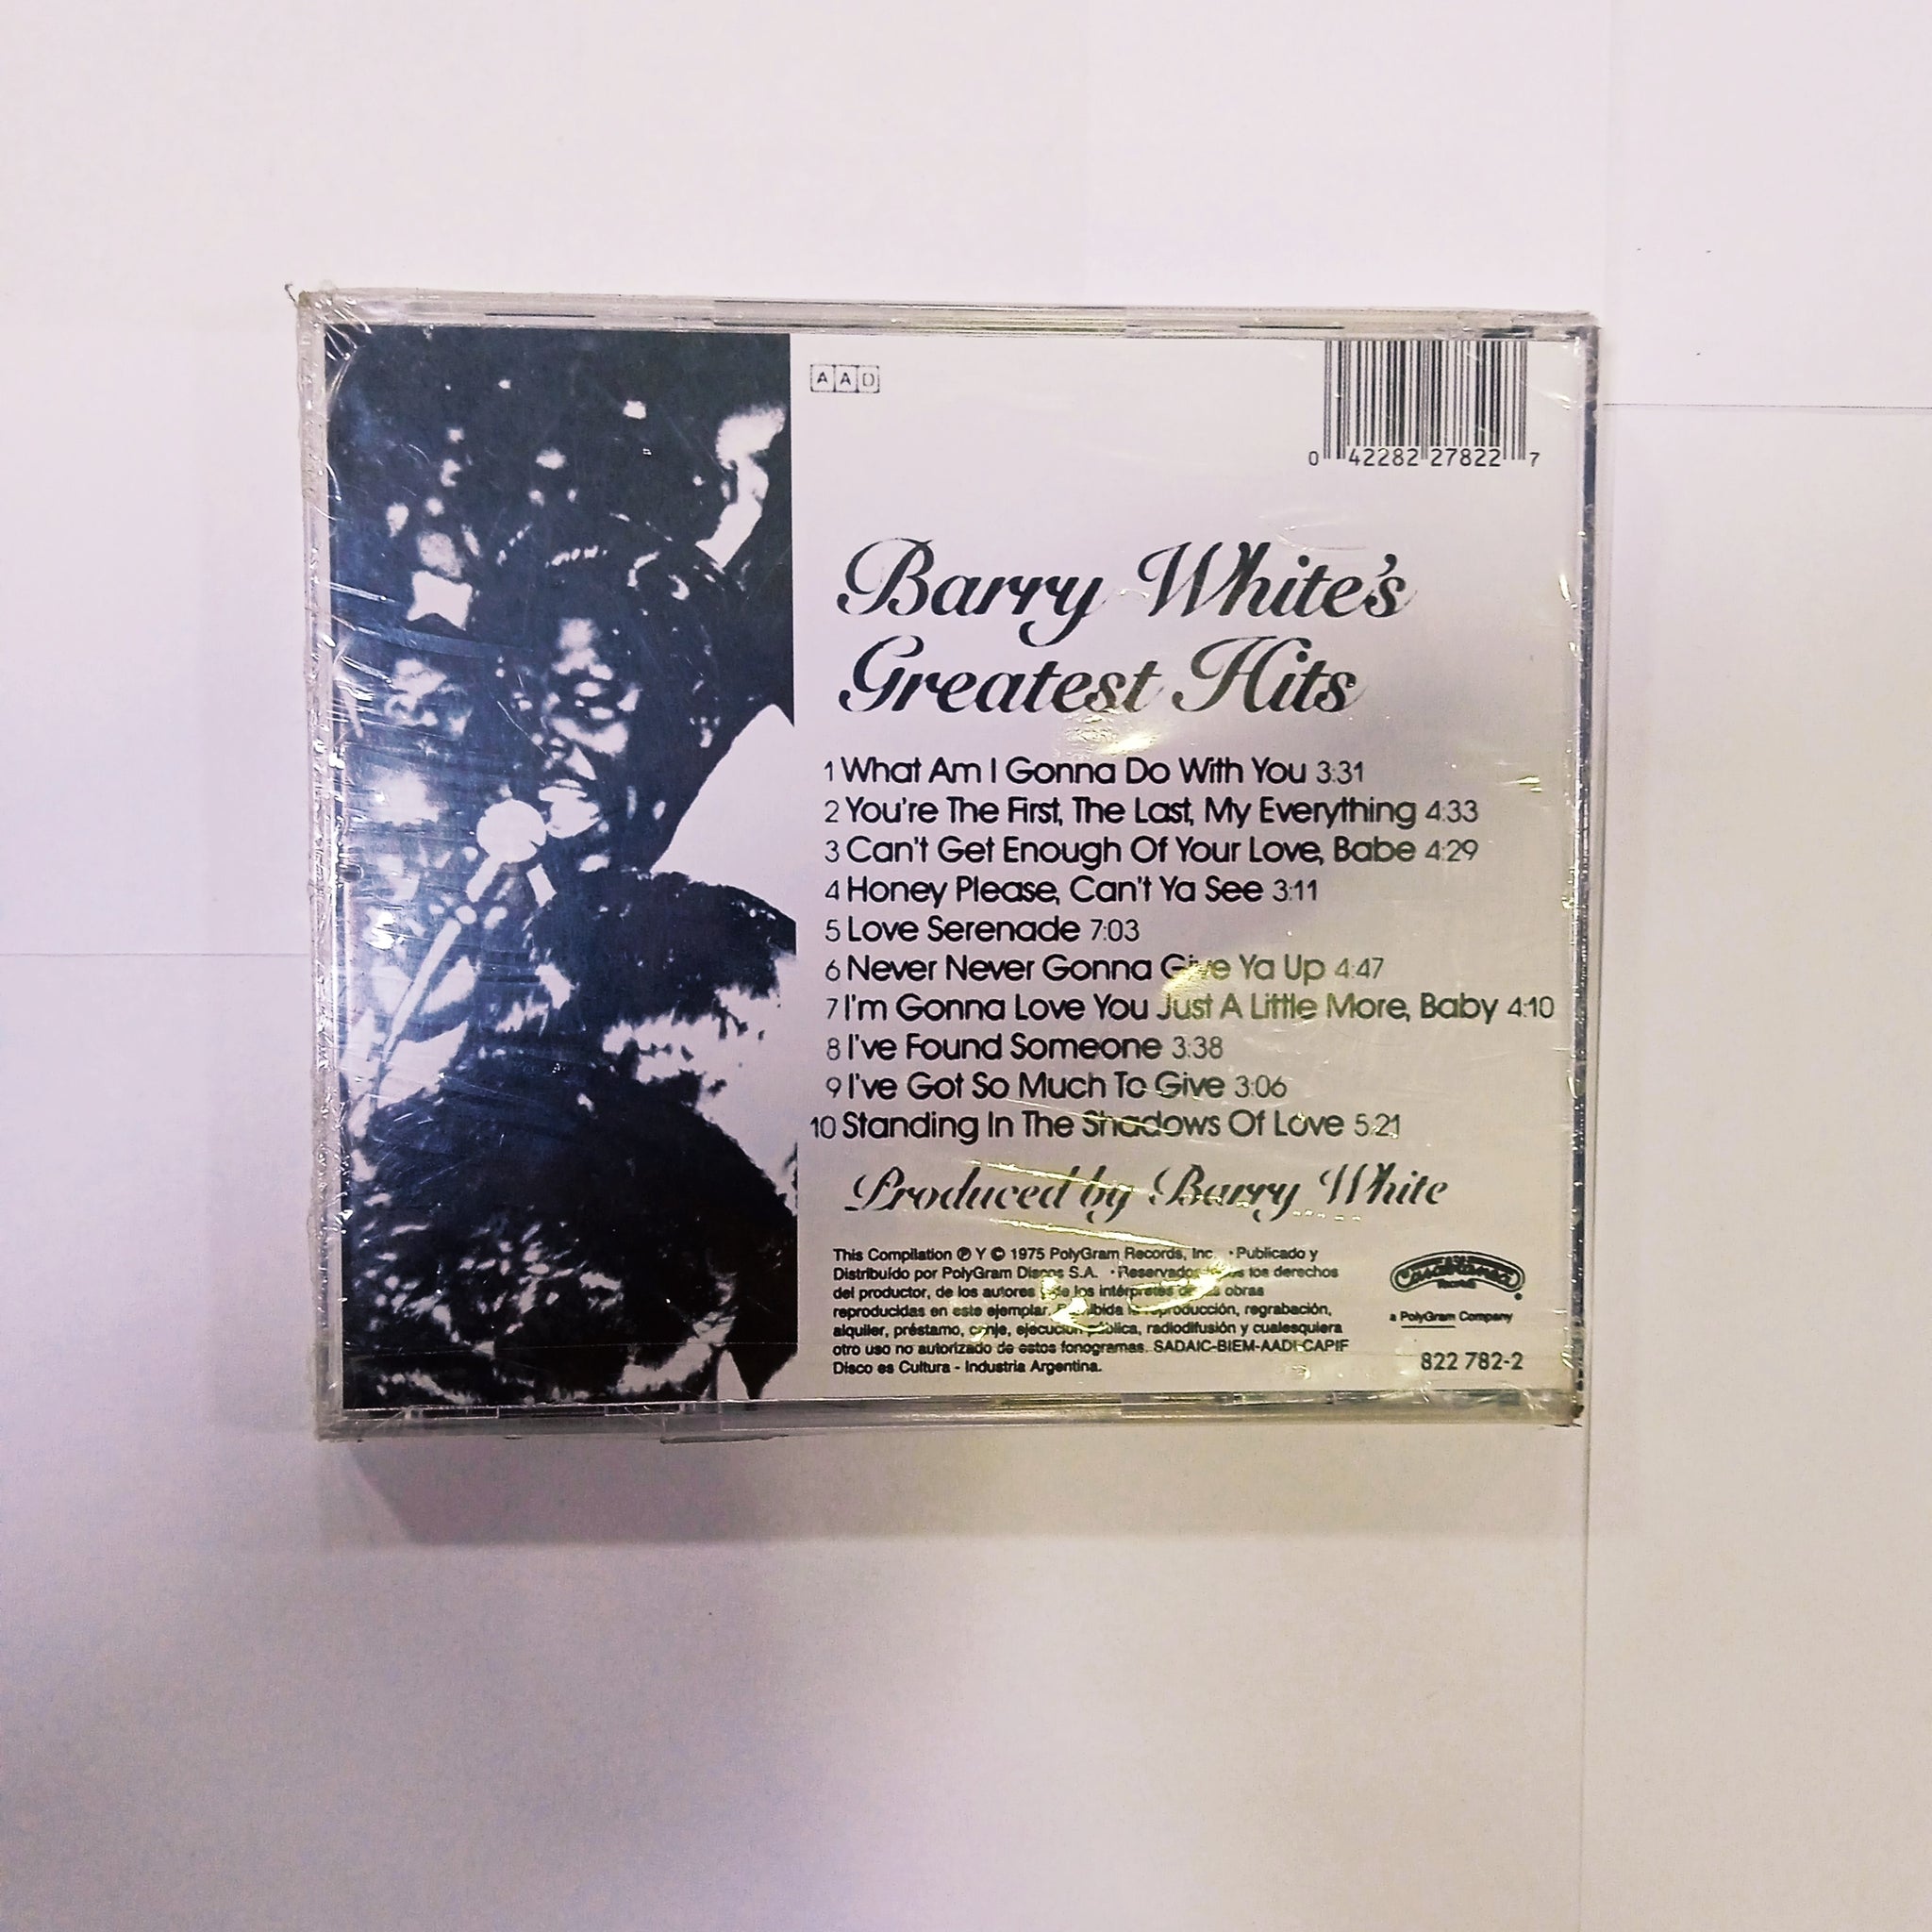 AAD
0 42282 27822 7
Barry White's
Greatest Hits
1 What Am I Gonna Do With You 3:31
2 You're The First, The Last, My Everything 4:33
3 Can't Get Enough Of Your Love, Babe 4:29
4 Honey Please, Can't Ya See 3:11
5 Love Serenade 7:03
6 Never Never Gonna Give Ya Up 4:47
7 I'm Gonna Love You Just A Little More, Baby 4:10
8 I've Found Someone 3:38
9 I've Got So Much To Give 3:06
10 Standing In The Shadows Of Love 5:21
Produced by Barry White
This Compilation ℗ Y © 1975 PolyGram Records, Inc. • Publicado y
Distribuído por PolyGram Discos S.A. • Reservados los derechos
del productor, de los autores de los intérpretes obras
reproducidas en este ejemplar. reproducción, regrabación,
alquiler, préstamo, canje, ejecución pública, radiodifusión y cualesquiera
otro uso no autorizado de estos fonogramas. SADAIC-BIEM-AADI-CAPIF
Disco es Cultura - Industria Argentina.
Casablanca
Records
a PolyGram Company
822 782-2